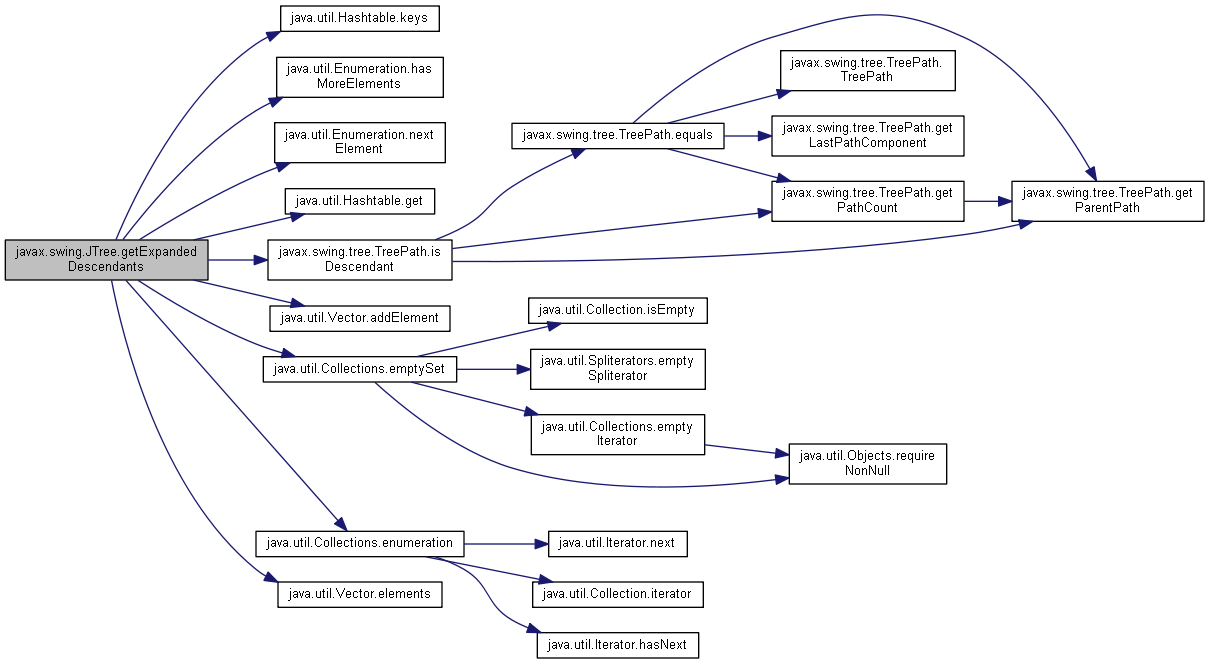 java.util.Hashtable.keys
java.util.Enumeration.has
MoreElements
java.util.Enumeration.next
Element
java.util.Hashtable.get
javax.swing.JTree.getExpanded
Descendants
javax.swing.tree.TreePath.is
Descendant
java.util.Vector.addElement
java.util.Collections.emptySet
java.util.Collections.enumeration
java.util.Vector.elements
javax.swing.tree.TreePath.equals
javax.swing.tree.TreePath.
TreePath
javax.swing.tree.TreePath.get
LastPathComponent
javax.swing.tree.TreePath.get
PathCount
javax.swing.tree.TreePath.get
ParentPath
java.util.Collection.isEmpty
java.util.Spliterators.empty
Spliterator
java.util.Collections.empty
Iterator
java.util.Objects.require
NonNull
java.util.Iterator.next
java.util.Collection.iterator
java.util.Iterator.hasNext